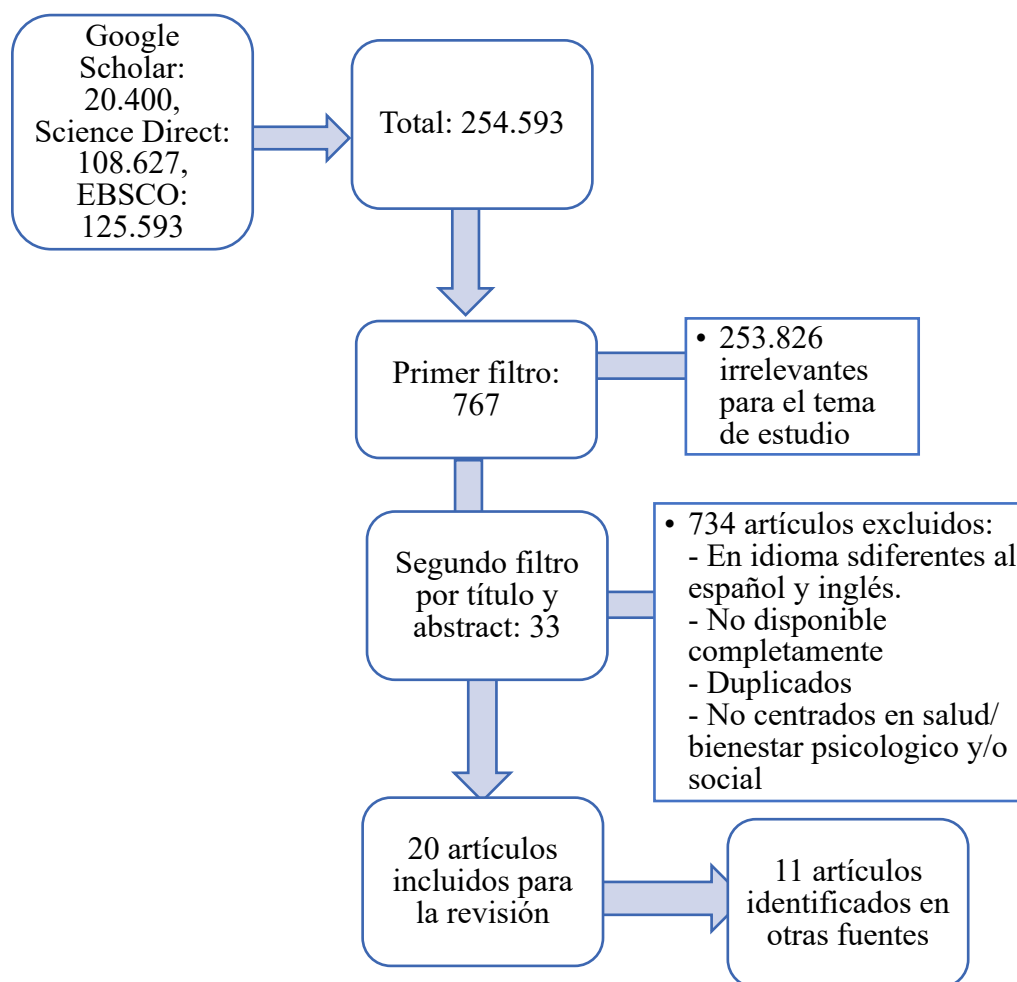 Google
Scholar:
20.400,
Science Direct:
108.627,
EBSCO:
125.593
Total: 254.593
Primer filtro:
767
• 253.826
irrelevantes
para el tema
de estudio
Segundo filtro
por título y
abstract: 33
• 734 artículos excluidos:
- En idioma sdiferentes al
español y inglés.
- No disponible
completamente
- Duplicados
- No centrados en salud/
bienestar psicologico y/o
social
20 artículos
incluidos para
la revisión
11 artículos
identificados en
otras fuentes